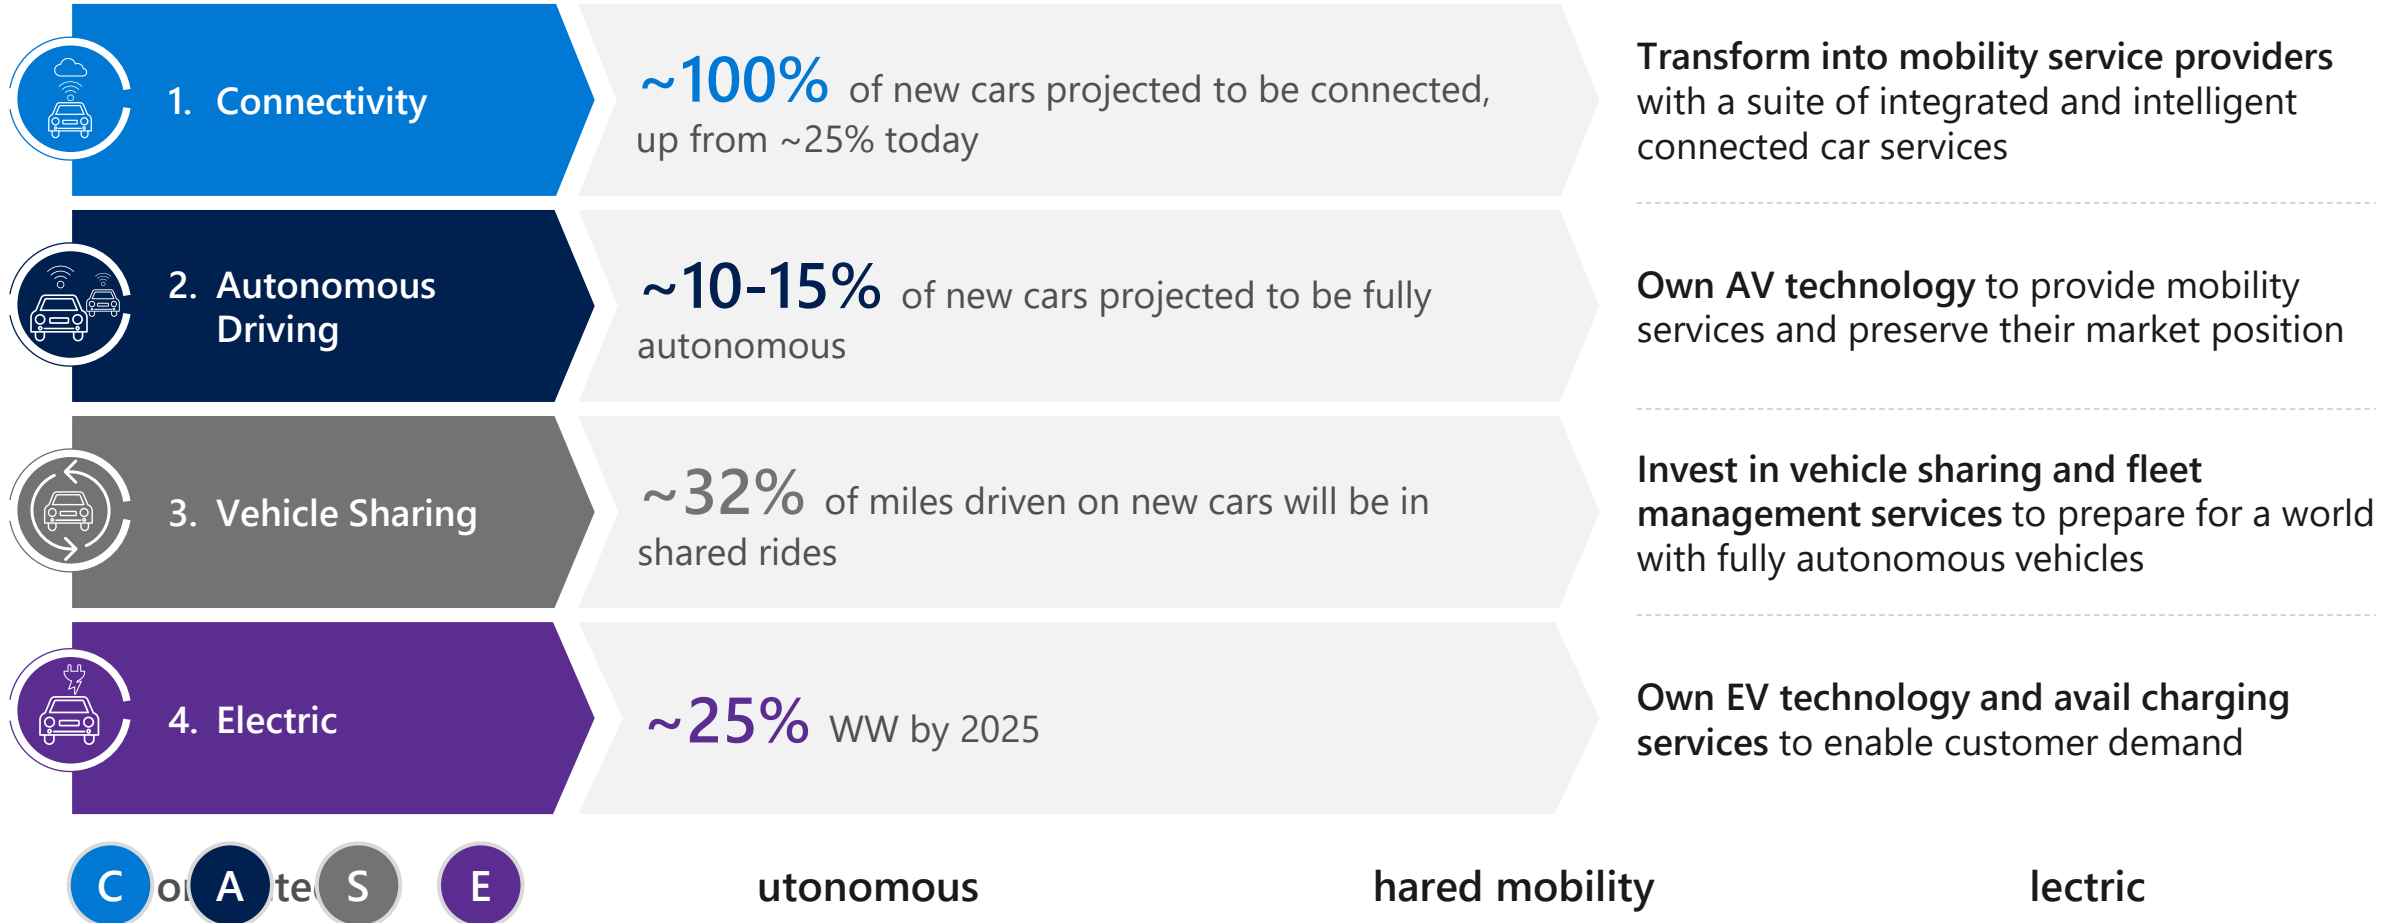 1. Connectivity
~100% of new cars projected to be connected,
up from ~25% today
Transform into mobility service providers
with a suite of integrated and intelligent
connected car services
2. Autonomous
Driving
~10-15% of new cars projected to be fully
autonomous
Own AV technology to provide mobility
services and preserve their market position
3. Vehicle Sharing
~32% of miles driven on new cars will be in
shared rides
Invest in vehicle sharing and fleet
management services to prepare for a world
with fully autonomous vehicles
4. Electric
~25% WW by 2025
Own EV technology and avail charging
services to enable customer demand
C A S E utonomous hared mobility lectric